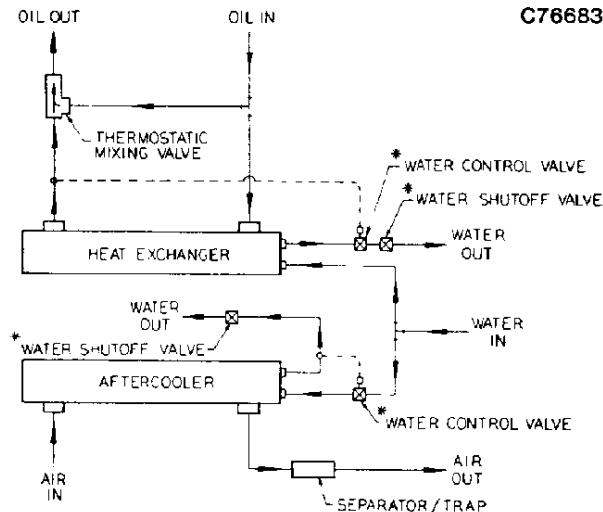 OIL OUT
OIL IN
C76683
THERMOSTATIC
MIXING VALVE
* WATER CONTROL VALVE
* WATER SHUTOFF VALVE
HEAT EXCHANGER
WATER
OUT
WATER
OUT
* WATER SHUTOFF VALVE
WATER
IN
AFTERCOOLER
* WATER CONTROL VALVE
AIR
IN
AIR
OUT
SEPARATOR/TRAP